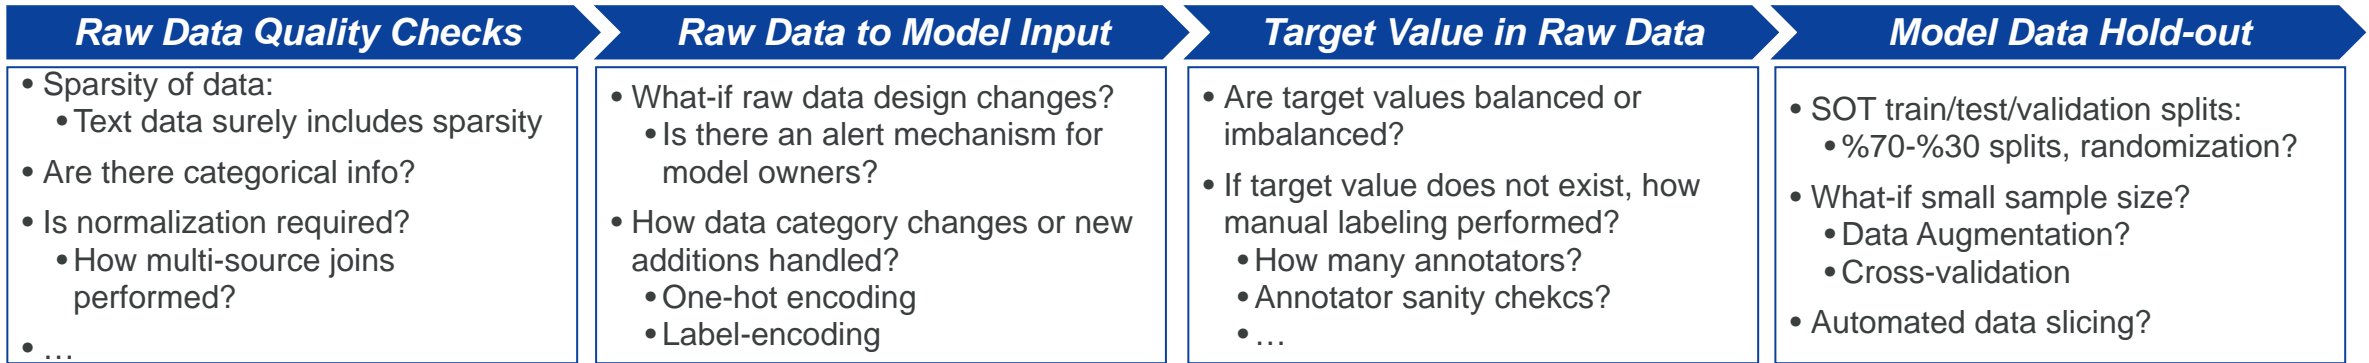 Raw Data Quality Checks
• Sparsity of data:
• Text data surely includes sparsity
• Are there categorical info?
• Is normalization required?
• How multi-source joins
performed?
• …
Raw Data to Model Input
• What-if raw data design changes?
• Is there an alert mechanism for
model owners?
• How data category changes or new
additions handled?
• One-hot encoding
• Label-encoding
Target Value in Raw Data
• Are target values balanced or
imbalanced?
• If target value does not exist, how
manual labeling performed?
• How many annotators?
• Annotator sanity chekcs?
• …
Model Data Hold-out
• SOT train/test/validation splits:
• %70-%30 splits, randomization?
• What-if small sample size?
• Data Augmentation?
• Cross-validation
• Automated data slicing?